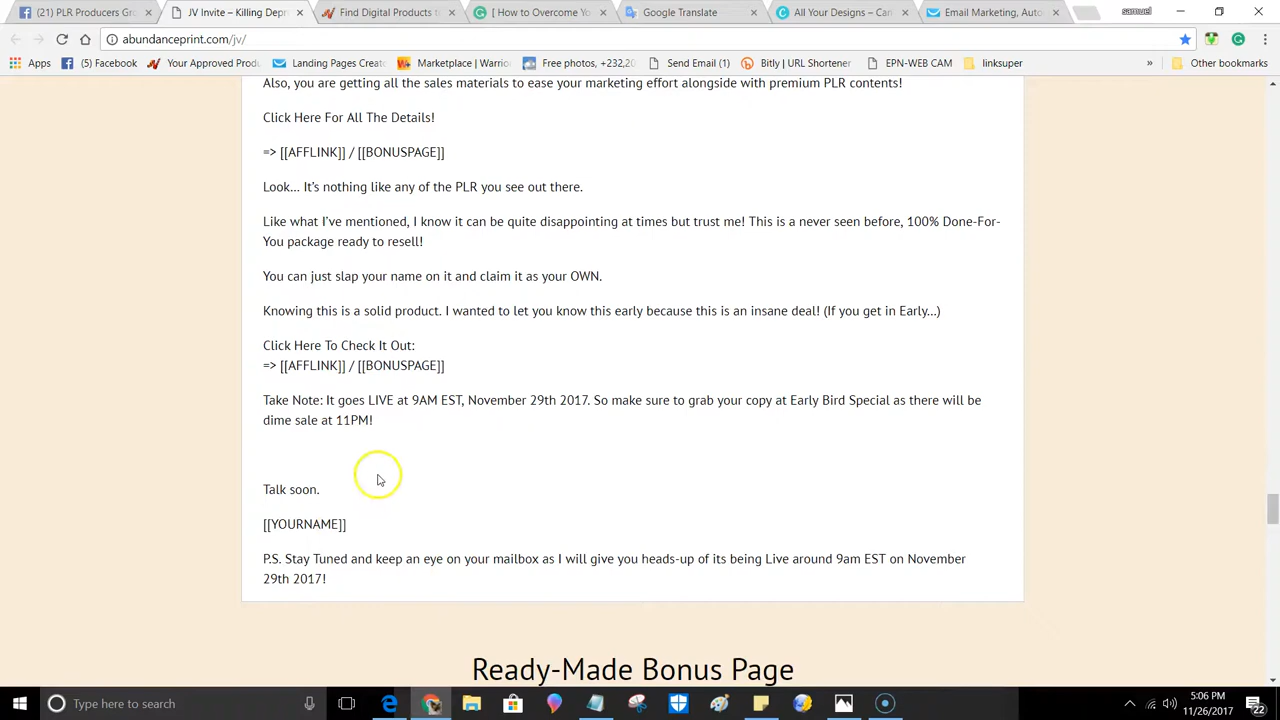 (21) PLR Producers Gro
JV Invite – Killing Depr
Find Digital Products to
[ How to Overcome Yo
Google Translate
All Your Designs – Can
Email Marketing, Auto
samuel
abundanceprint.com/jv/
Apps
(5) Facebook
Your Approved Produ
Landing Pages Create
Marketplace | Warrior
Free photos, +232,20
Send Email (1)
Bitly | URL Shortener
EPN-WEB CAM
linksuper
»
Other bookmarks
Also, you are getting all the sales materials to ease your marketing effort alongside with premium PLR contents!
Click Here For All The Details!
=> [[AFFLINK]] / [[BONUSPAGE]]
Look… It's nothing like any of the PLR you see out there.
Like what I've mentioned, I know it can be quite disappointing at times but trust me! This is a never seen before, 100% Done-For-
You package ready to resell!
You can just slap your name on it and claim it as your OWN.
Knowing this is a solid product. I wanted to let you know this early because this is an insane deal! (If you get in Early…)
Click Here To Check It Out:
=> [[AFFLINK]] / [[BONUSPAGE]]
Take Note: It goes LIVE at 9AM EST, November 29th 2017. So make sure to grab your copy at Early Bird Special as there will be
dime sale at 11PM!
Talk soon.
[[YOURNAME]]
P.S. Stay Tuned and keep an eye on your mailbox as I will give you heads-up of its being Live around 9am EST on November
29th 2017!
Ready-Made Bonus Page
Type here to search
5:06 PM
11/26/2017
22